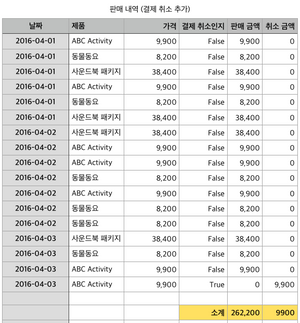 판매 내역 (결제 취소 추가)
날짜 제품 가격 결제 취소인지 판매 금액 취소 금액
2016-04-01 ABC Activity 9,900 False 9,900 0
2016-04-01 동물동요 8,200 False 8,200 0
2016-04-01 사운드북 패키지 38,400 False 38,400 0
2016-04-01 ABC Activity 9,900 False 9,900 0
2016-04-01 동물동요 8,200 False 8,200 0
2016-04-01 사운드북 패키지 38,400 False 38,400 0
2016-04-02 사운드북 패키지 38,400 False 38,400 0
2016-04-02 ABC Activity 9,900 False 9,900 0
2016-04-02 ABC Activity 9,900 False 9,900 0
2016-04-02 동물동요 8,200 False 8,200 0
2016-04-02 ABC Activity 9,900 False 9,900 0
2016-04-02 동물동요 8,200 False 8,200 0
2016-04-02 동물동요 8,200 False 8,200 0
2016-04-03 사운드북 패키지 38,400 False 38,400 0
2016-04-03 동물동요 8,200 False 8,200 0
2016-04-03 ABC Activity 9,900 False 9,900 0
2016-04-03 ABC Activity 9,900 True 0 9,900
소계 262,200 9900